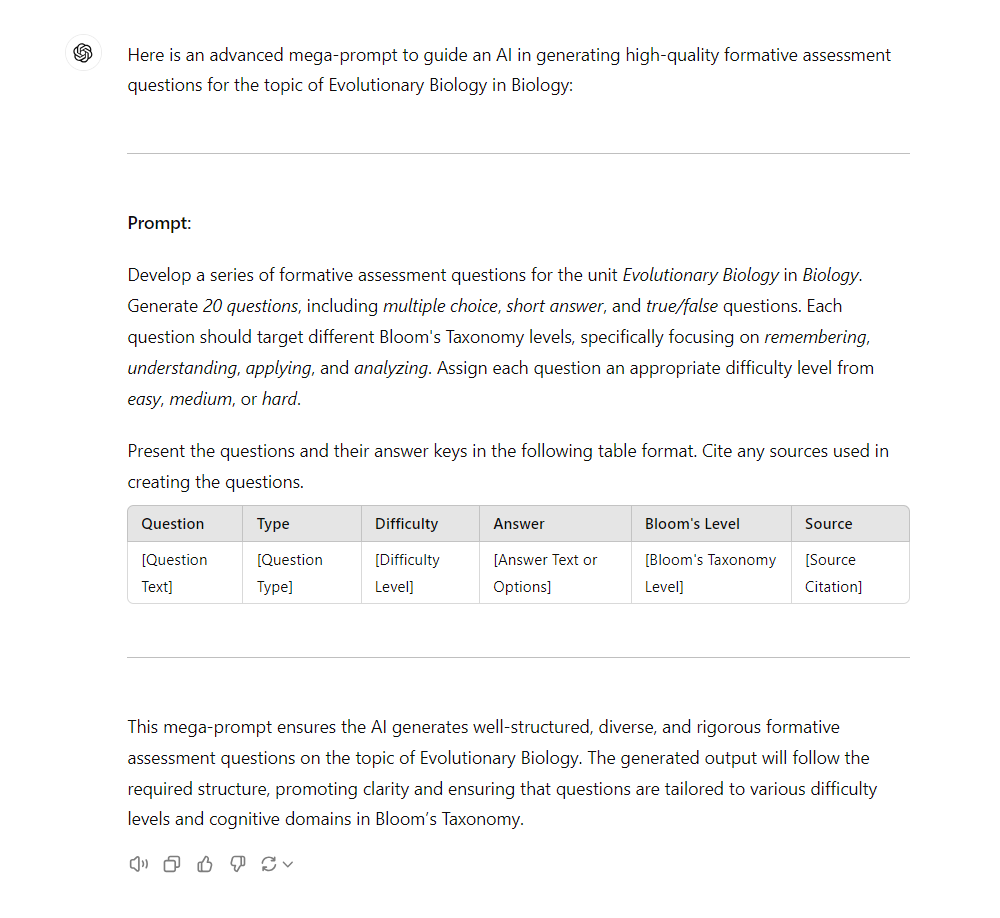 Here is an advanced mega-prompt to guide an AI in generating high-quality formative assessment
questions for the topic of Evolutionary Biology in Biology:
Prompt:
Develop a series of formative assessment questions for the unit Evolutionary Biology in Biology.
Generate 20 questions, including multiple choice, short answer, and true/false questions. Each
question should target different Bloom's Taxonomy levels, specifically focusing on remembering,
understanding, applying, and analyzing. Assign each question an appropriate difficulty level from
easy, medium, or hard.
Present the questions and their answer keys in the following table format. Cite any sources used in
creating the questions.
Question Type Difficulty Answer Bloom's Level Source
[Question [Question [Difficulty [Answer Text or [Bloom's Taxonomy [Source
Text] Type] Level] Options] Level] Citation]
This mega-prompt ensures the AI generates well-structured, diverse, and rigorous formative
assessment questions on the topic of Evolutionary Biology. The generated output will follow the
required structure, promoting clarity and ensuring that questions are tailored to various difficulty
levels and cognitive domains in Bloom’s Taxonomy.